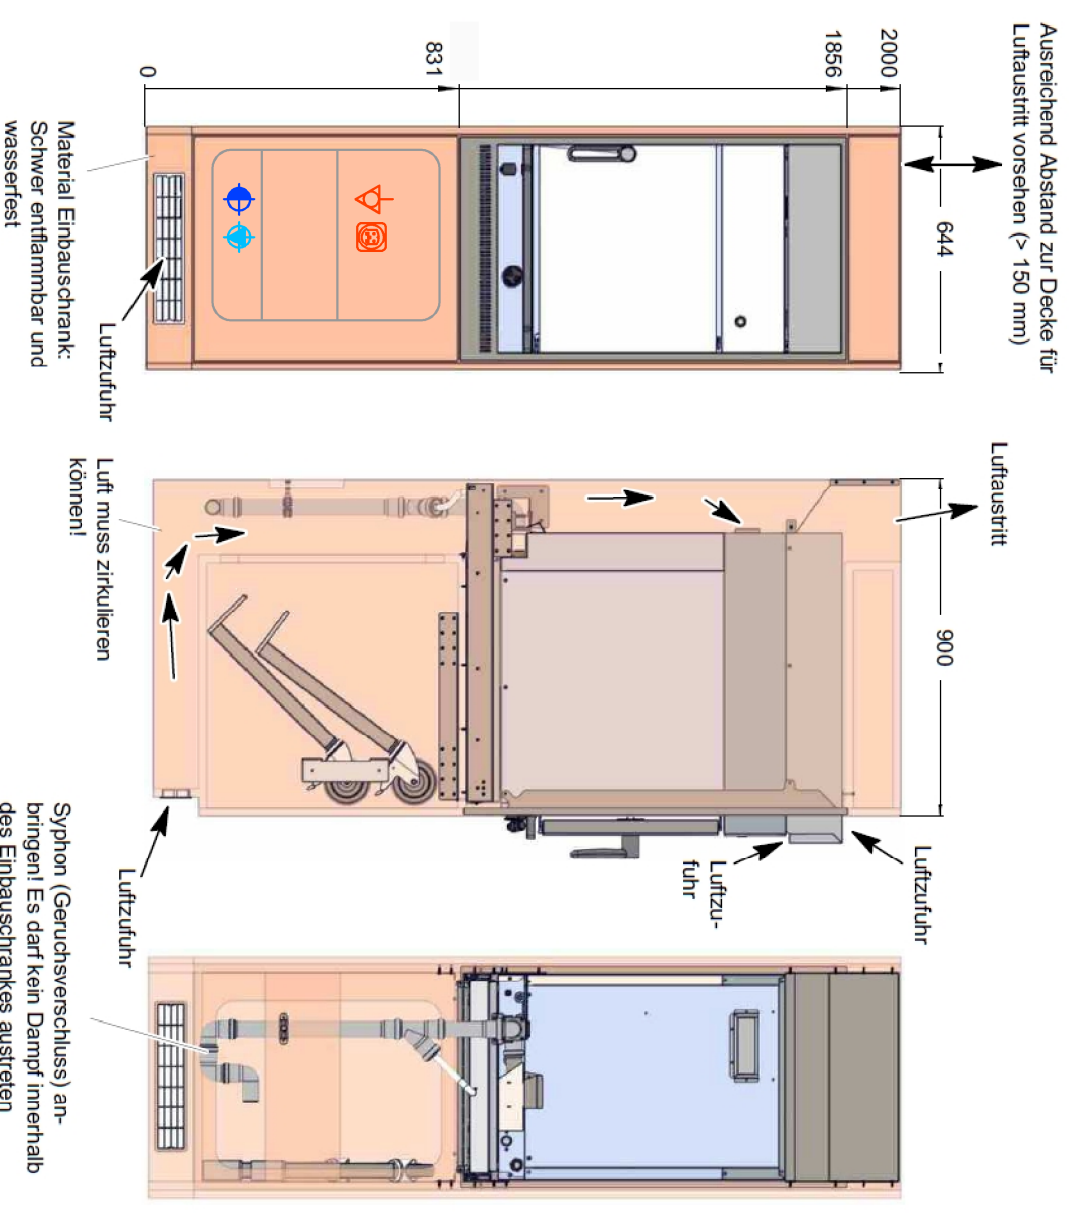 Ausreichend Abstand zur Decke für
Luftaustritt vorsehen (> 150 mm)
2000
1856
831
0
644
Material Einbauschrank:
Schwer entflammbar und
wasserfest
Luftzufuhr
Luftaustritt
900
Luft muss zirkulieren
können!
Luftzufuhr
Luftzu-
fuhr
Luftzufuhr
Syphon (Geruchsverschluss) an-
bringen! Es darf kein Dampf innerhalb
des Einbauschrankes austreten